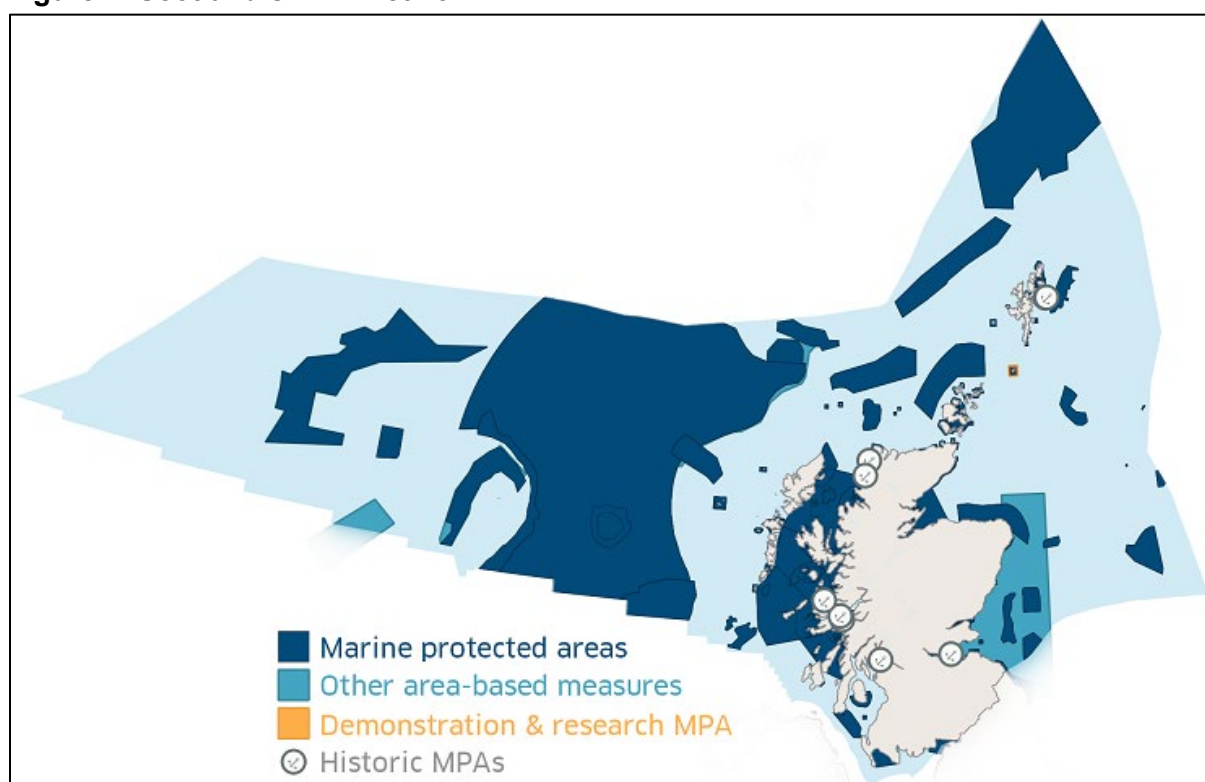 Marine protected areas
Other area-based measures
Demonstration & research MPA
Historic MPAs